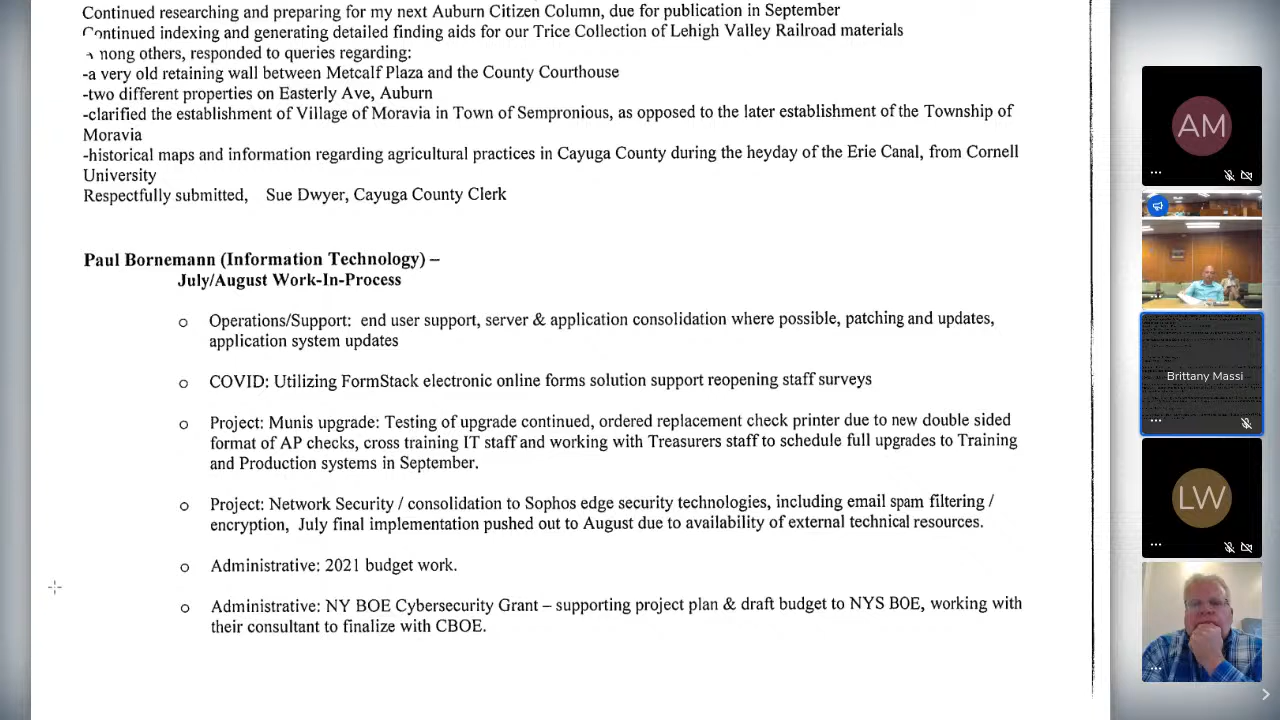 Continued researching and preparing for my next Auburn Citizen Column, due for publication in September
Continued indexing and generating detailed finding aids for our Trice Collection of Lehigh Valley Railroad materials
nong others, responded to queries regarding:
-a very old retaining wall between Metcalf Plaza and the County Courthouse
-two different properties on Easterly Ave, Auburn
-clarified the establishment of Village of Moravia in Town of Sempronious, as opposed to the later establishment of the Township of
Moravia
-historical maps and information regarding agricultural practices in Cayuga County during the heyday of the Erie Canal, from Cornell
University
Respectfully submitted, Sue Dwyer, Cayuga County Clerk
Paul Bornemann (Information Technology) –
July/August Work-In-Process
o Operations/Support: end user support, server & application consolidation where possible, patching and updates,
application system updates
o COVID: Utilizing FormStack electronic online forms solution support reopening staff surveys
o Project: Munis upgrade: Testing of upgrade continued, ordered replacement check printer due to new double sided
format of AP checks, cross training IT staff and working with Treasurers staff to schedule full upgrades to Training
and Production systems in September.
o Project: Network Security / consolidation to Sophos edge security technologies, including email spam filtering /
encryption, July final implementation pushed out to August due to availability of external technical resources.
o Administrative: 2021 budget work.
o Administrative: NY BOE Cybersecurity Grant – supporting project plan & draft budget to NYS BOE, working with
their consultant to finalize with CBOE.
AM
Brittany Massi
LW